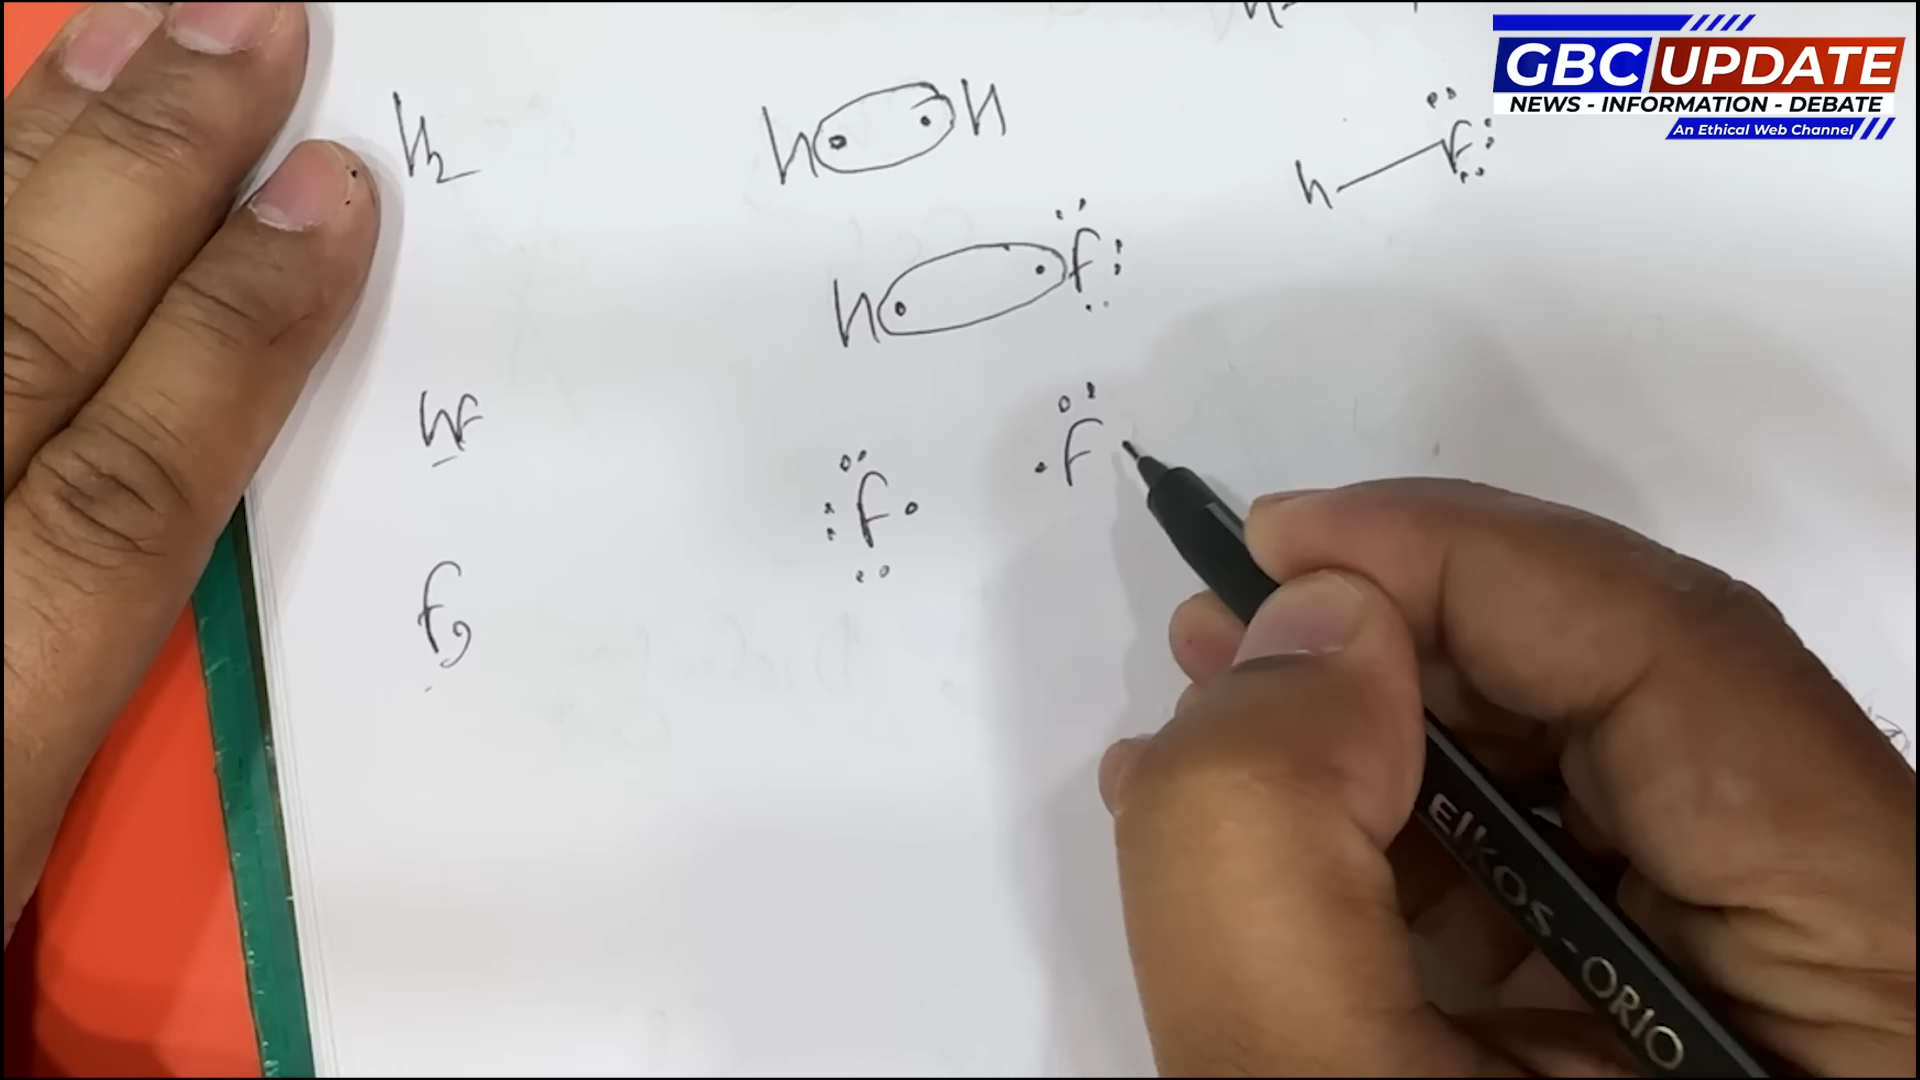 GBC UPDATE
NEWS - INFORMATION - DEBATE
An Ethical Web Channel
h2
h h
h f
h f
hf
f f
f2
ELKOS-ORIO